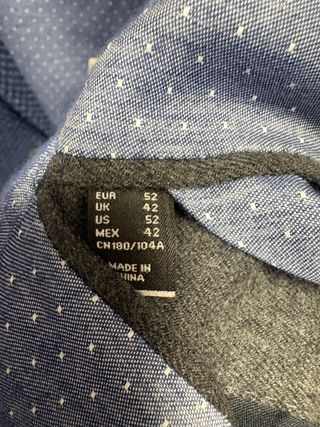 EUR 52
UK 42
US 52
MEX 42
CN180/104A
MADE IN
CHINA